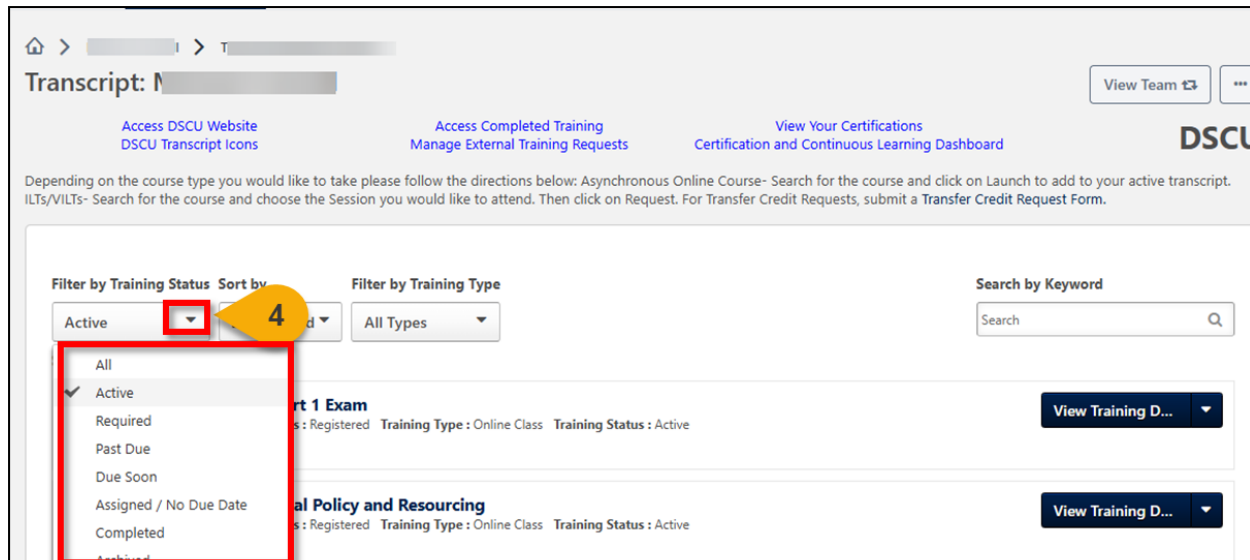 Transcript:
View Team
Access DSCU Website
Access Completed Training
View Your Certifications
DSCU Transcript Icons
Manage External Training Requests
Certification and Continuous Learning Dashboard
DSCU
Depending on the course type you would like to take please follow the directions below: Asynchronous Online Course- Search for the course and click on Launch to add to your active transcript.
ILTs/VILTs- Search for the course and choose the Session you would like to attend. Then click on Request. For Transfer Credit Requests, submit a Transfer Credit Request Form.
Filter by Training Status Sort by Filter by Training Type Search by Keyword
Active 4 All Types Search
All
Active
Required
Past Due
Due Soon
Assigned / No Due Date
Completed
Archived
1 Exam
Registered Training Type : Online Class Training Status : Active
View Training D...
Policy and Resourcing
Registered Training Type : Online Class Training Status : Active
View Training D...